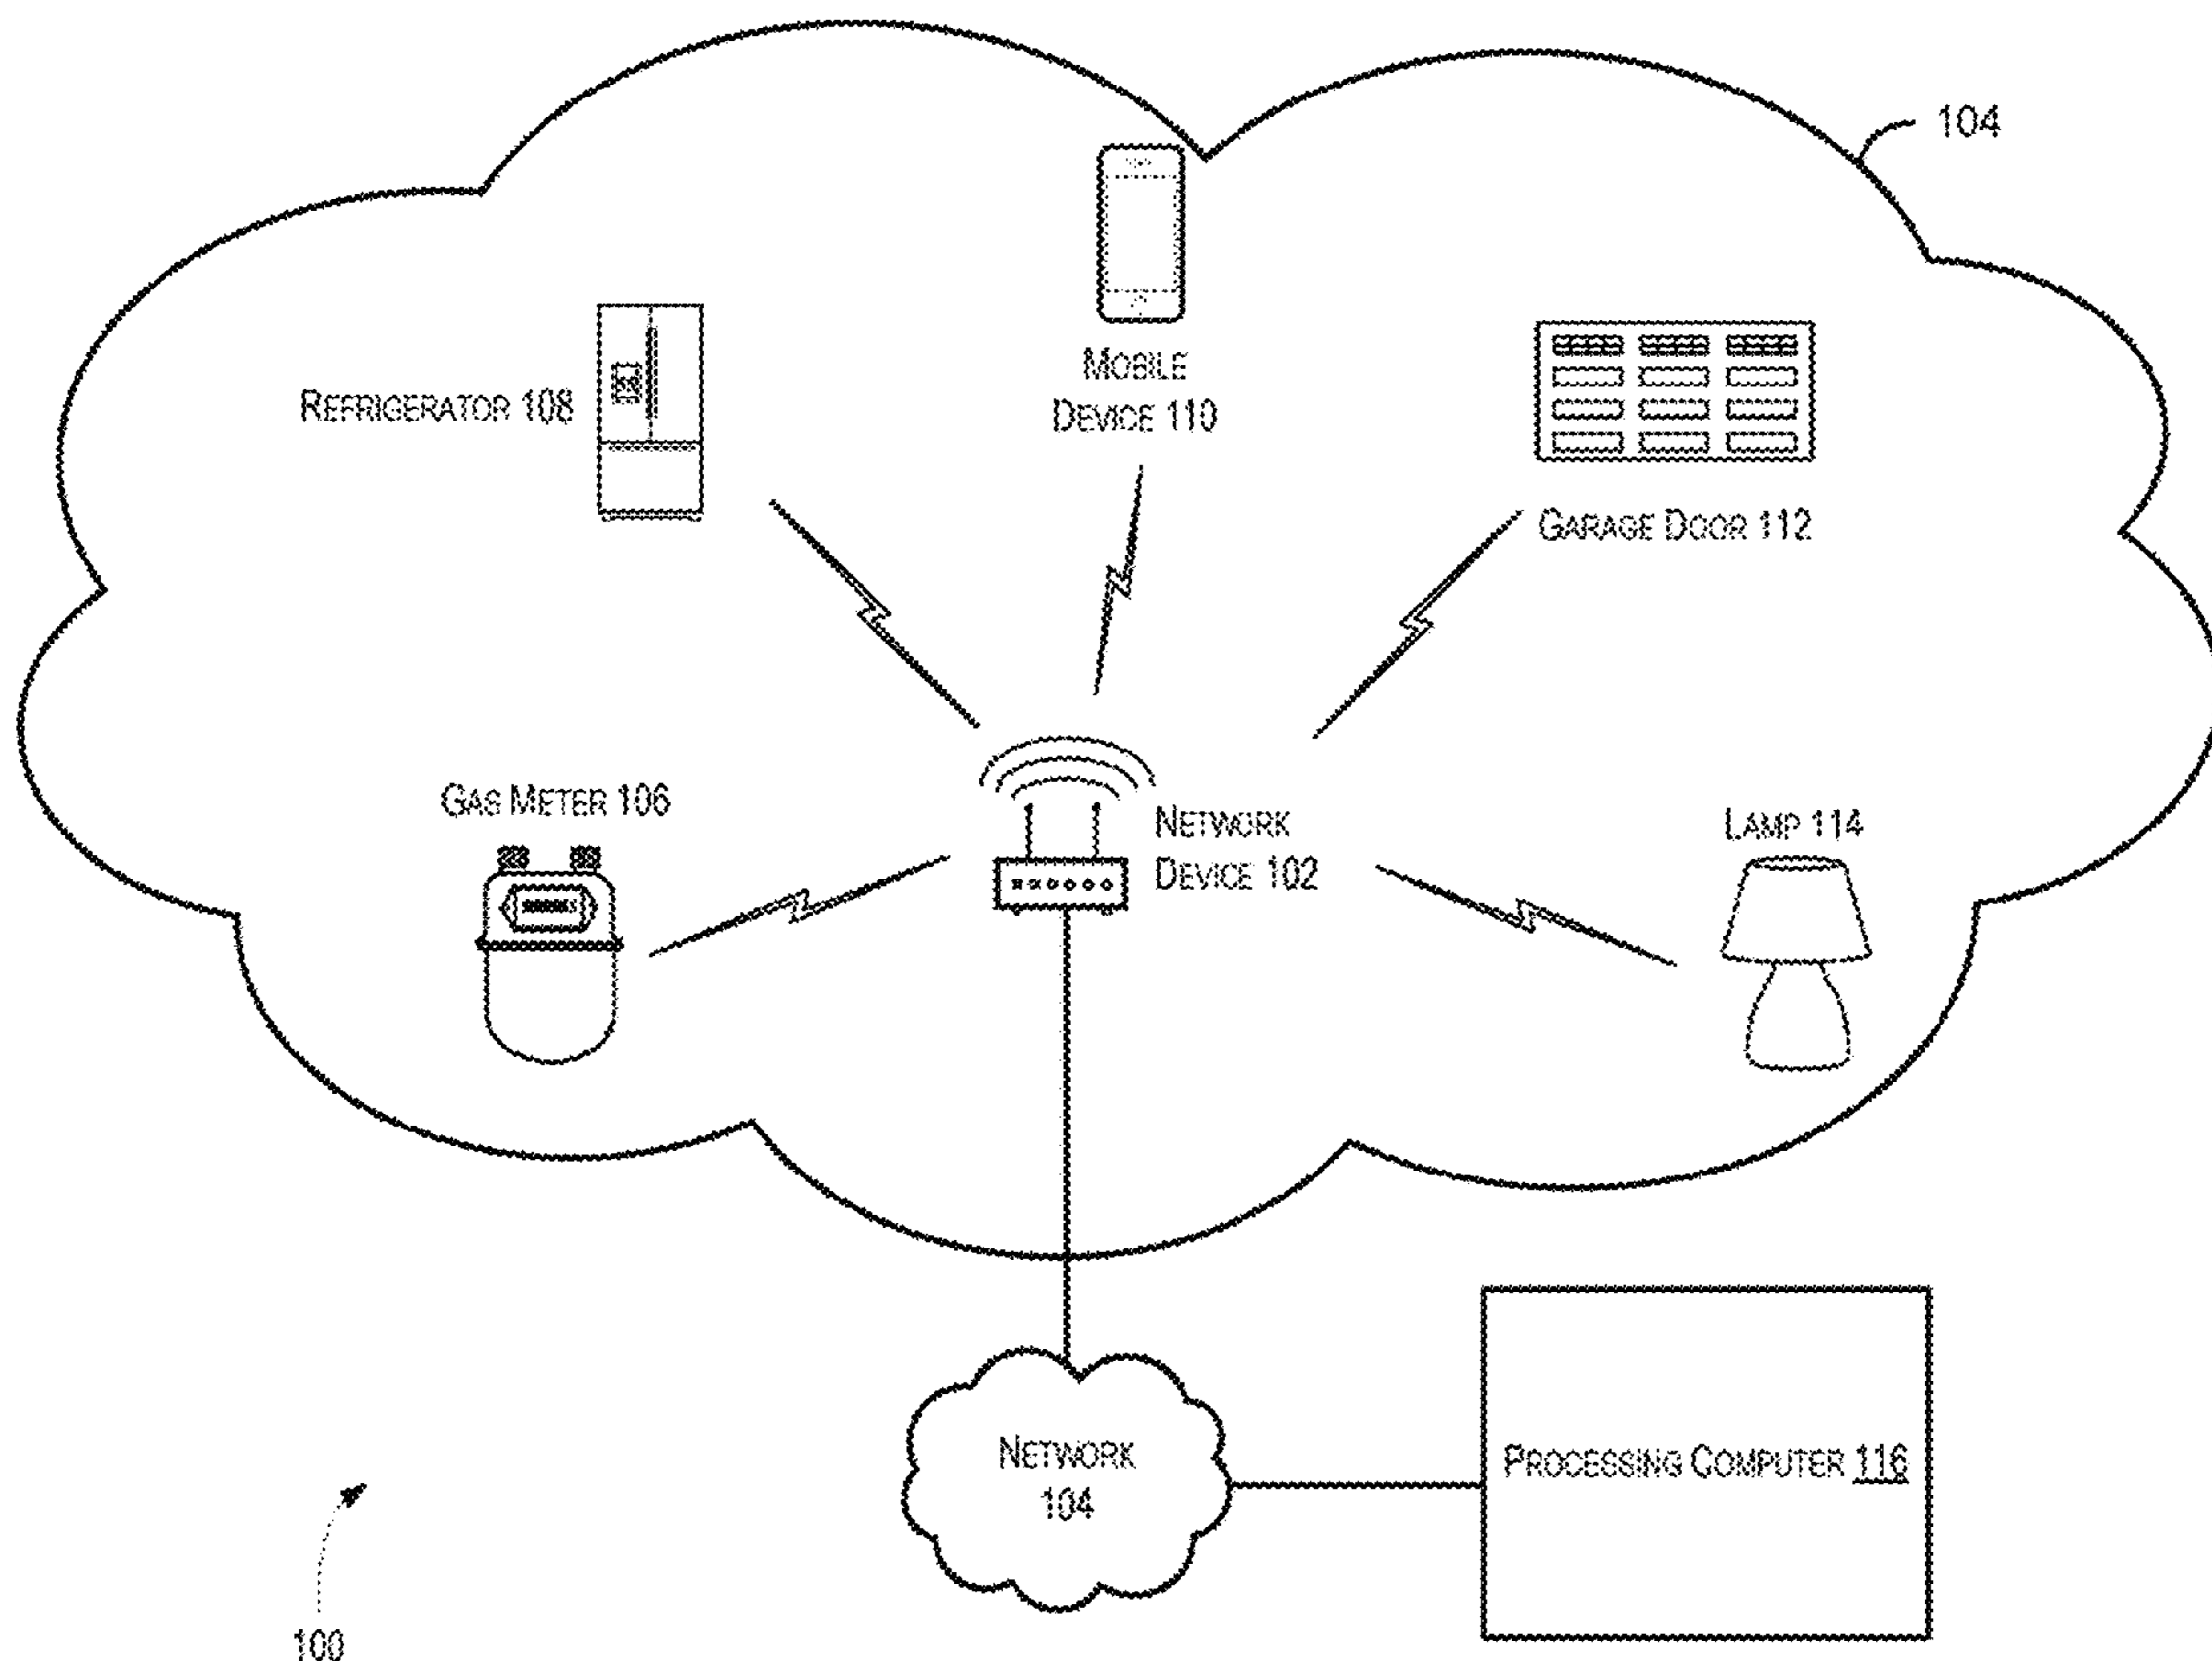 104
MOBILE
DEVICE 110
REFRIGERATOR 108
GARAGE DOOR 112
GAS METER 106
NETWORK
DEVICE 102
LAMP 114
NETWORK
104
PROCESSING COMPUTER 116
100